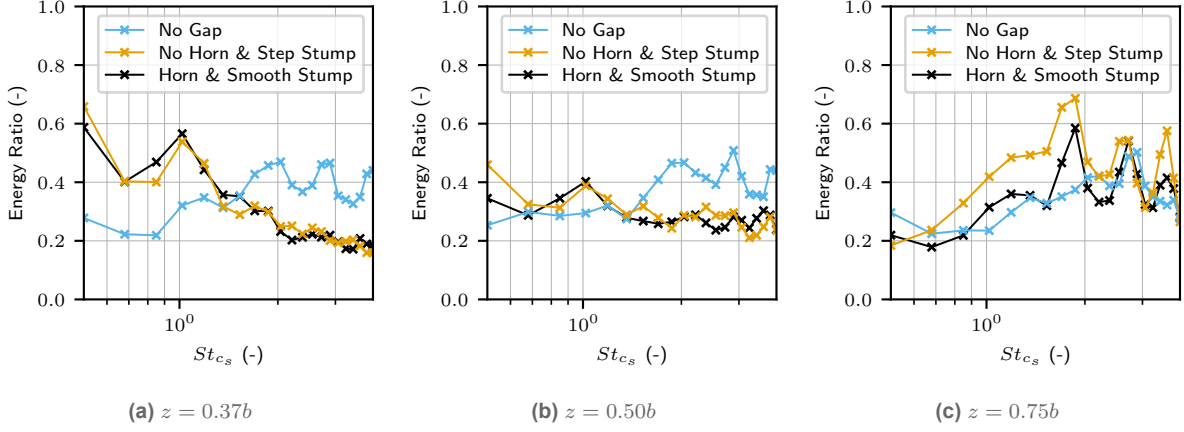 1.0
0.8
0.6
0.4
0.2
0.0
Energy Ratio (-)
No Gap
No Horn & Step Stump
Horn & Smooth Stump
10⁰
St_{c_s} (-)
(a) z = 0.37b
1.0
0.8
0.6
0.4
0.2
0.0
Energy Ratio (-)
No Gap
No Horn & Step Stump
Horn & Smooth Stump
10⁰
St_{c_s} (-)
(b) z = 0.50b
1.0
0.8
0.6
0.4
0.2
0.0
Energy Ratio (-)
No Gap
No Horn & Step Stump
Horn & Smooth Stump
10⁰
St_{c_s} (-)
(c) z = 0.75b